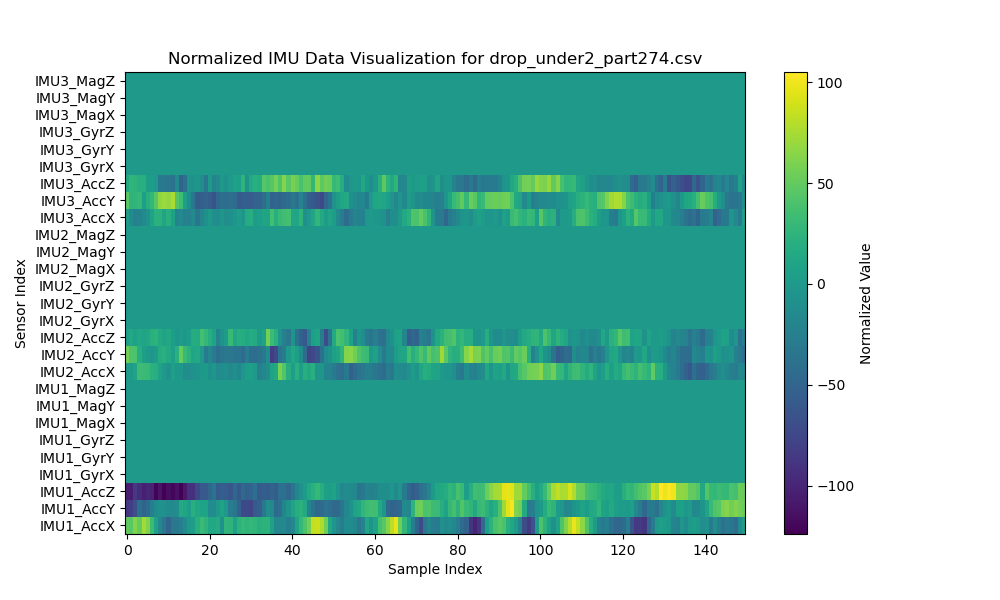 Normalized IMU Data Visualization for drop_under2_part274.csv
IMU3_MagZ
IMU3_MagY
IMU3_MagX
IMU3_GyrZ
IMU3_GyrY
IMU3_GyrX
IMU3_AccZ
IMU3_AccY
IMU3_AccX
IMU2_MagZ
IMU2_MagY
IMU2_MagX
IMU2_GyrZ
IMU2_GyrY
IMU2_GyrX
IMU2_AccZ
IMU2_AccY
IMU2_AccX
IMU1_MagZ
IMU1_MagY
IMU1_MagX
IMU1_GyrZ
IMU1_GyrY
IMU1_GyrX
IMU1_AccZ
IMU1_AccY
IMU1_AccX
Sensor Index
0 20 40 60 80 100 120 140
Sample Index
100
50
0
−50
−100
Normalized Value